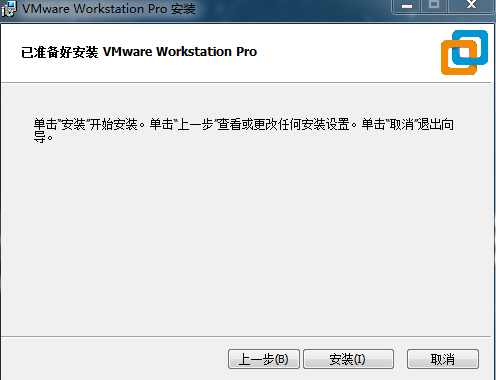 VMware Workstation Pro 安装
已准备好安装 VMware Workstation Pro
单击"安装"开始安装。单击"上一步"查看或更改任何安装设置。单击"取消"退出向
导。
上一步(B) 安装(I) 取消